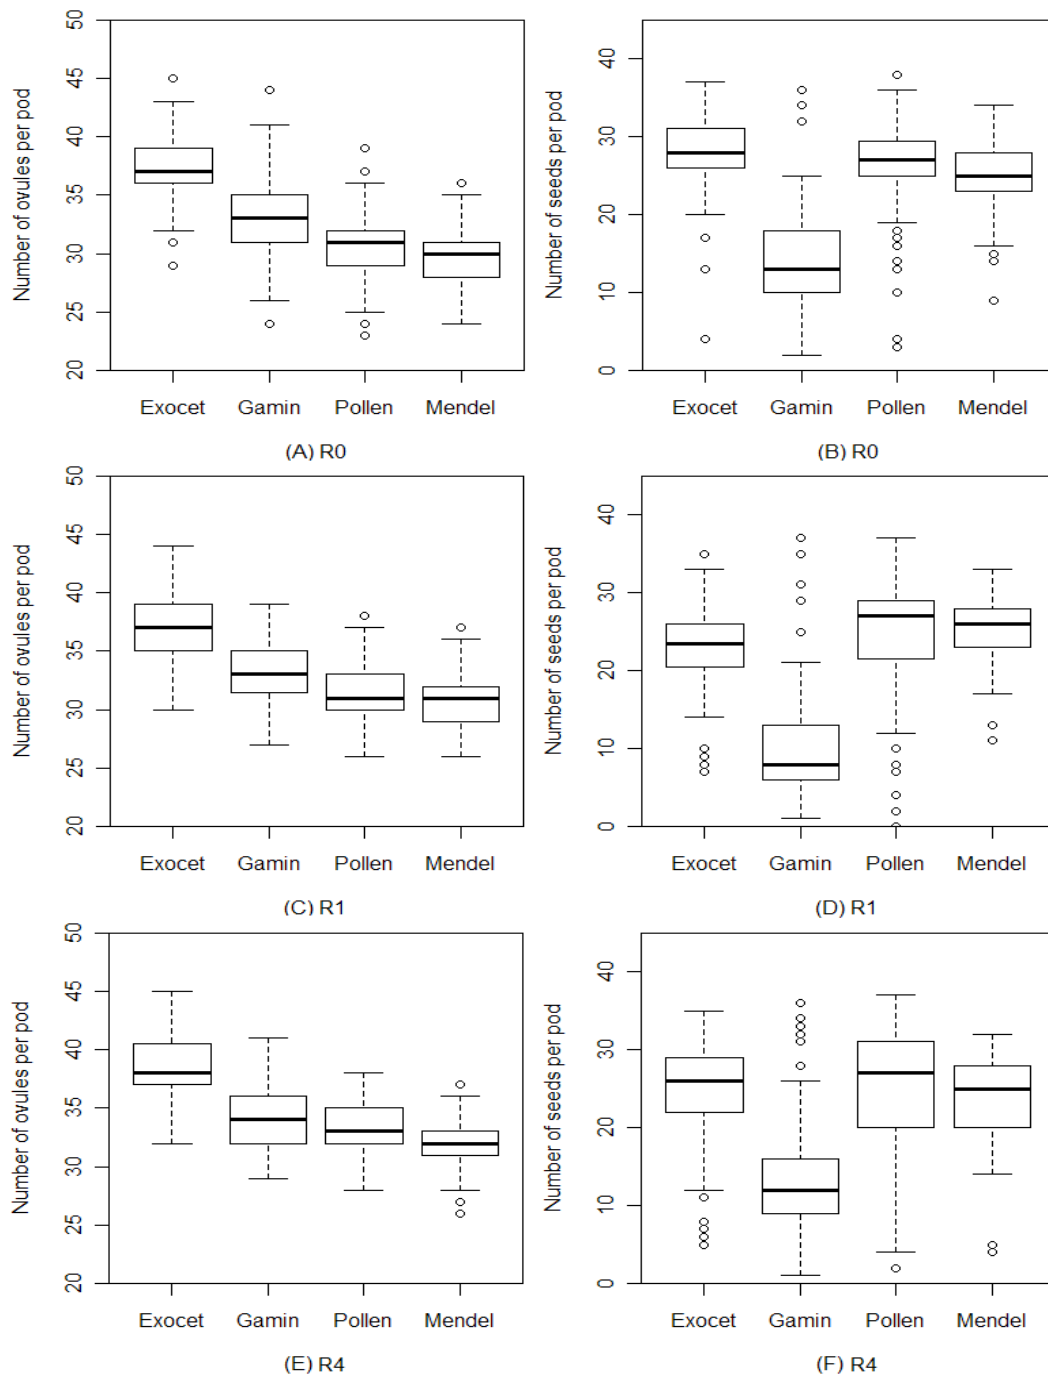 Number of ovules per pod
20 25 30 35 40 45 50
Exocet Gamin Pollen Mendel
(A) R0
Number of seeds per pod
0 10 20 30 40
Exocet Gamin Pollen Mendel
(B) R0
Number of ovules per pod
20 25 30 35 40 45 50
Exocet Gamin Pollen Mendel
(C) R1
Number of seeds per pod
0 10 20 30 40
Exocet Gamin Pollen Mendel
(D) R1
Number of ovules per pod
20 25 30 35 40 45 50
Exocet Gamin Pollen Mendel
(E) R4
Number of seeds per pod
0 10 20 30 40
Exocet Gamin Pollen Mendel
(F) R4